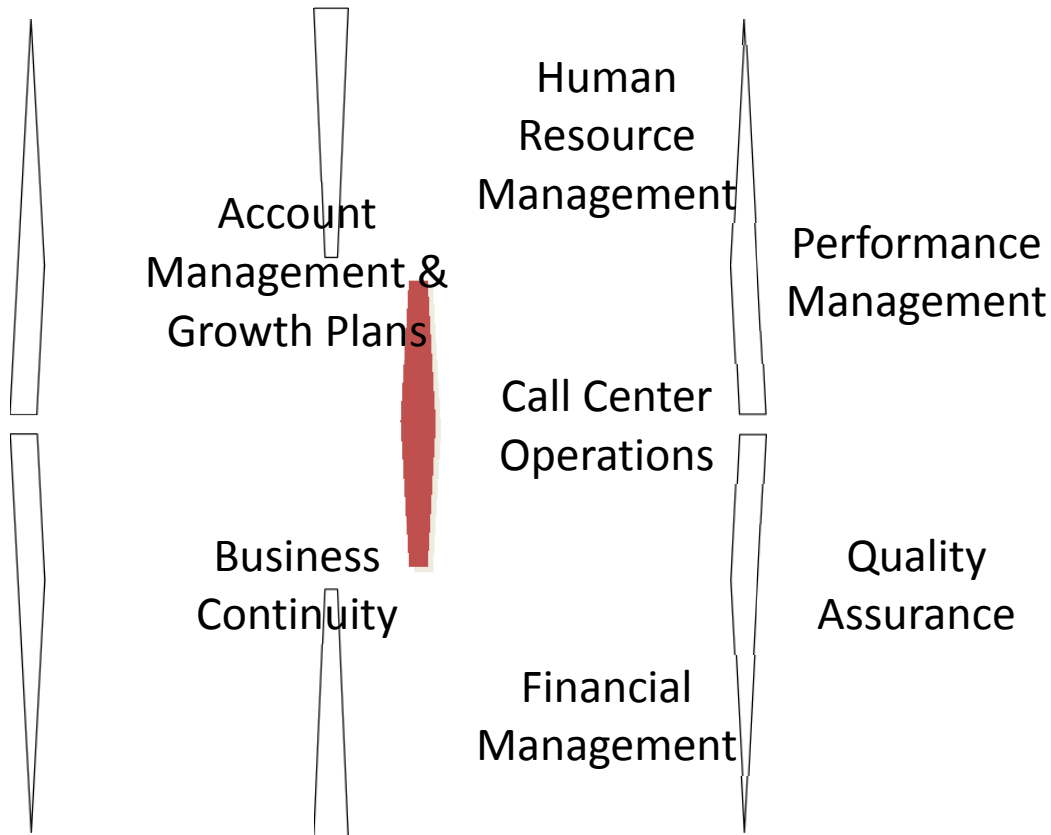 Human
Resource
Management
Account
Management &
Growth Plans
Performance
Management
Call Center
Operations
Business
Continuity
Quality
Assurance
Financial
Management